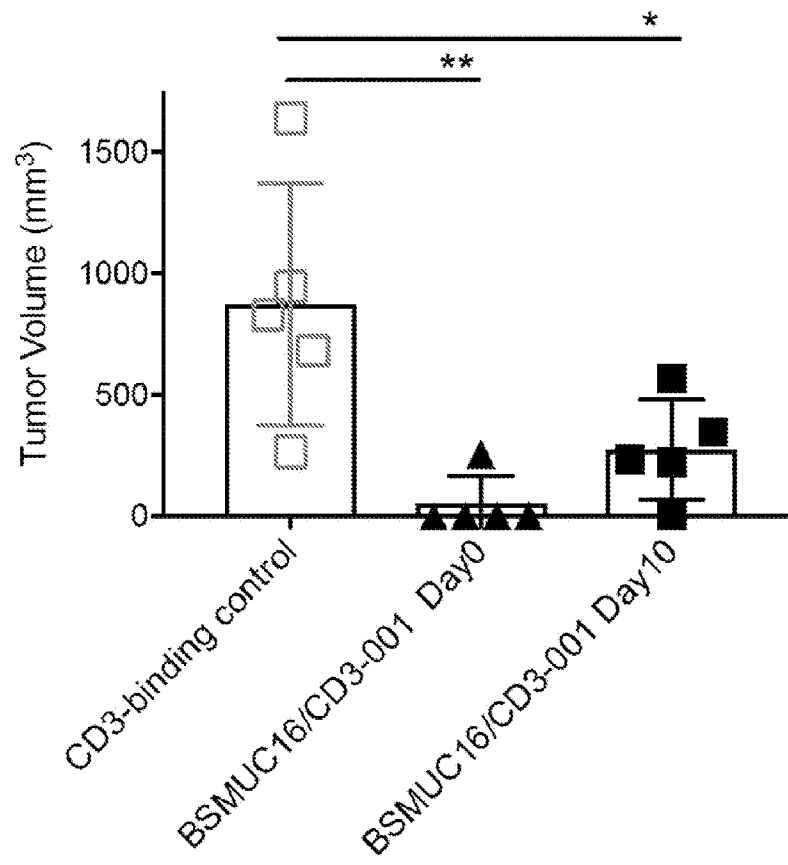 *
**
Tumor Volume (mm³)
1500
1000
500
0
CD3-binding control
BSMUC16/CD3-001 Day0
BSMUC16/CD3-001 Day10